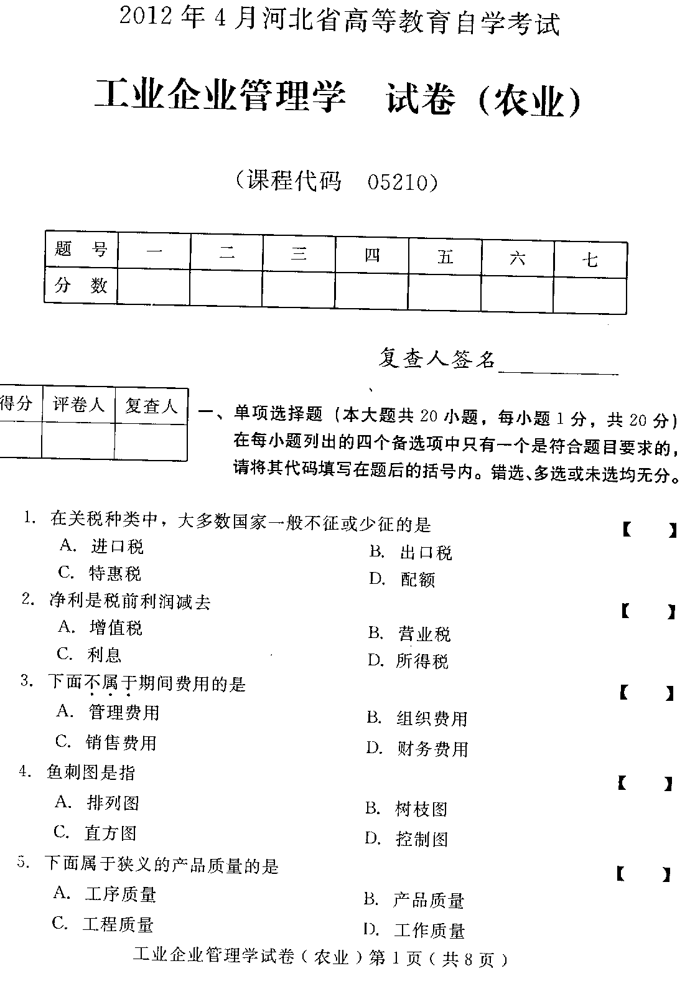 2012 年 4 月河北省高等教育自学考试
工业企业管理学 试卷（农业）
（课程代码 05210）
题 号 一 二 三 四 五 六 七
分 数
复查人签名
得分 评卷人 复查人
一、单项选择题（本大题共 20 小题，每小题 1 分，共 20 分）
在每小题列出的四个备选项中只有一个是符合题目要求的，
请将其代码填写在题后的括号内。错选、多选或未选均无分。
1. 在关税种类中，大多数国家一般不征或少征的是 【 】
A. 进口税 B. 出口税
C. 特惠税 D. 配额
2. 净利是税前利润减去 【 】
A. 增值税 B. 营业税
C. 利息 D. 所得税
3. 下面不属于期间费用的是 【 】
A. 管理费用 B. 组织费用
C. 销售费用 D. 财务费用
4. 鱼刺图是指 【 】
A. 排列图 B. 树枝图
C. 直方图 D. 控制图
5. 下面属于狭义的产品质量的是 【 】
A. 工序质量 B. 产品质量
C. 工程质量 D. 工作质量
工业企业管理学试卷（农业）第 1 页（共 8 页）